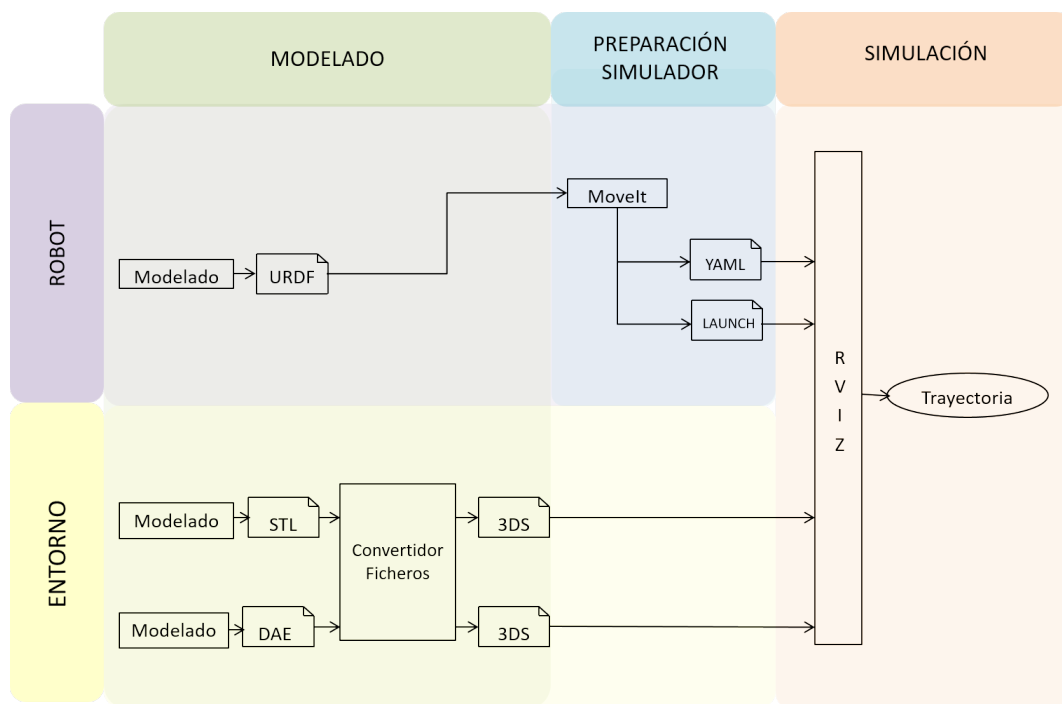 MODELADO
PREPARACIÓN
SIMULADOR
SIMULACIÓN
ROBOT
Modelado
URDF
MoveIt
YAML
LAUNCH
R
V
I
Z
Trayectoria
ENTORNO
Modelado
STL
Convertidor
Ficheros
3DS
Modelado
DAE
3DS